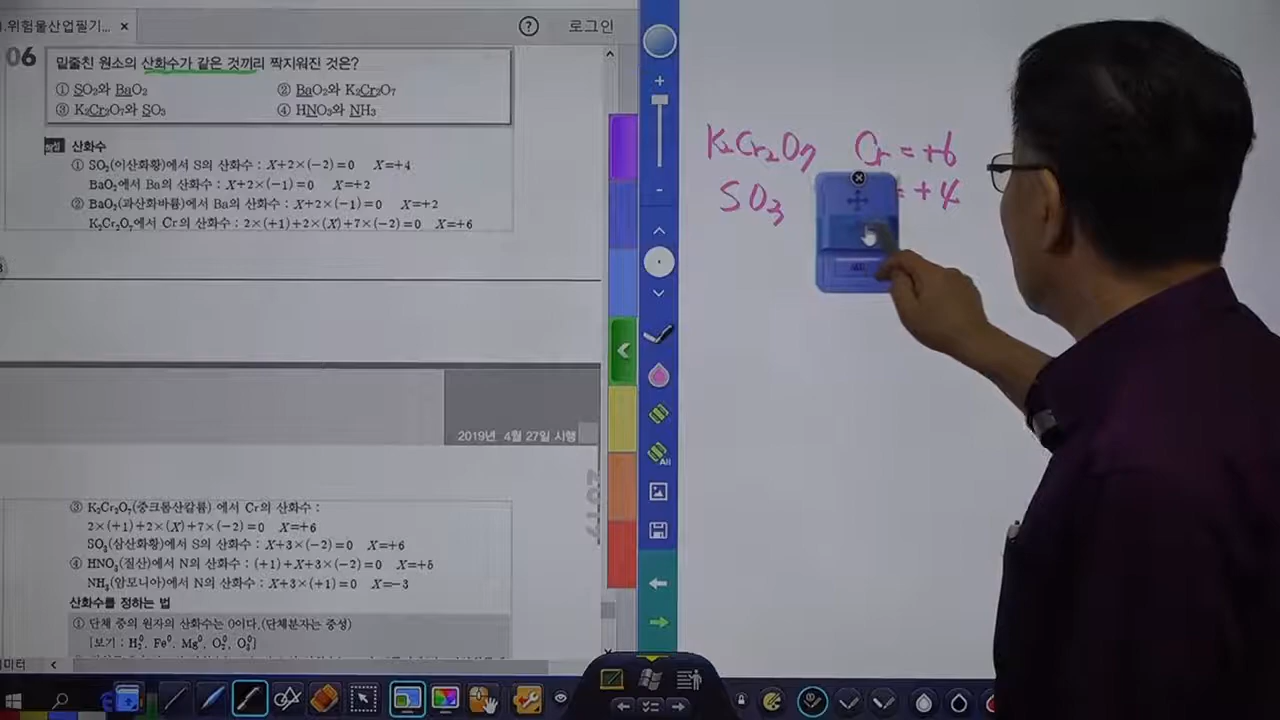 .위험물산업필기... ×
? 로그인
06 밑줄친 원소의 산화수가 같은 것끼리 짝지워진 것은?
① SO₂와 BaO₂ ② BaO₂와 K₂Cr₂O₇
③ K₂Cr₂O₇와 SO₃ ④ HNO₃와 NH₃
해설 산화수
① SO₂(이산화황)에서 S의 산화수 : X+2×(-2)=0 X=+4
BaO₂에서 Ba의 산화수 : X+2×(-1)=0 X=+2
② BaO₂(과산화바륨)에서 Ba의 산화수 : X+2×(-1)=0 X=+2
K₂Cr₂O₇에서 Cr의 산화수 : 2×(+1)+2×(X)+7×(-2)=0 X=+6
2019년 4월 27일 시행
③ K₂Cr₂O₇(중크롬산칼륨) 에서 Cr의 산화수 :
2×(+1)+2×(X)+7×(-2)=0 X=+6
SO₃(삼산화황)에서 S의 산화수 : X+3×(-2)=0 X=+6
④ HNO₃(질산)에서 N의 산화수 : (+1)+X+3×(-2)=0 X=+5
NH₃(암모니아)에서 N의 산화수 : X+3×(+1)=0 X=-3
산화수를 정하는 법
① 단체 중의 원자의 산화수는 0이다.(단체분자는 중성)
[보기 : H₂⁰, Fe⁰, Mg⁰, O₂⁰, O₃⁰]
미터
All
K₂Cr₂O₇ Cr = +6
SO₃ = +4